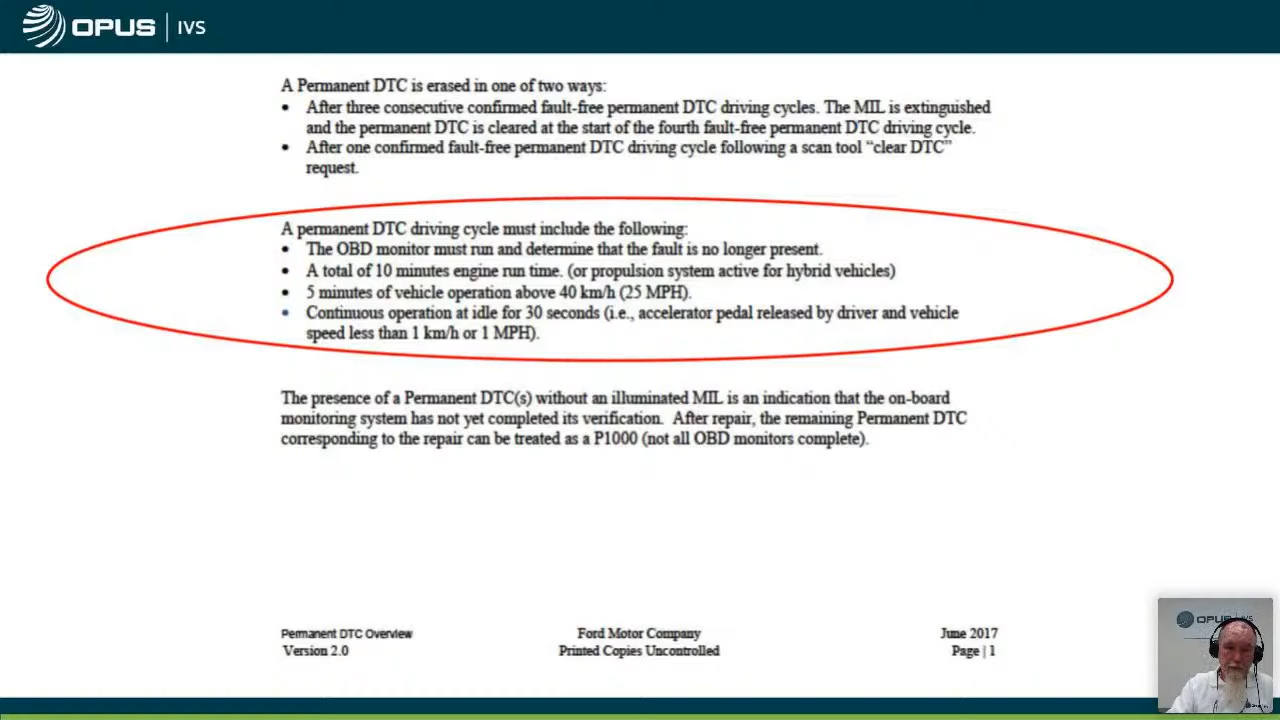 OPUS | IVS
A Permanent DTC is erased in one of two ways:
• After three consecutive confirmed fault-free permanent DTC driving cycles. The MIL is extinguished
and the permanent DTC is cleared at the start of the fourth fault-free permanent DTC driving cycle.
• After one confirmed fault-free permanent DTC driving cycle following a scan tool “clear DTC”
request.
A permanent DTC driving cycle must include the following:
• The OBD monitor must run and determine that the fault is no longer present.
• A total of 10 minutes engine run time. (or propulsion system active for hybrid vehicles)
• 5 minutes of vehicle operation above 40 km/h (25 MPH).
• Continuous operation at idle for 30 seconds (i.e., accelerator pedal released by driver and vehicle
speed less than 1 km/h or 1 MPH).
The presence of a Permanent DTC(s) without an illuminated MIL is an indication that the on-board
monitoring system has not yet completed its verification. After repair, the remaining Permanent DTC
corresponding to the repair can be treated as a P1000 (not all OBD monitors complete).
Permanent DTC Overview Ford Motor Company June 2017
Version 2.0 Printed Copies Uncontrolled Page | 1
OPUS IVS